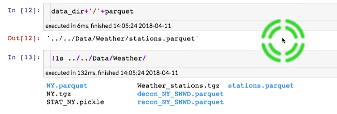 In [12]: data_dir+'/'+parquet
executed in 6ms, finished 14:05:24 2018-04-11
Out[12]: '../../Data/Weather/stations.parquet'
In [13]: !ls ../../Data/Weather/
executed in 132ms, finished 14:05:24 2018-04-11
NY.parquet Weather_stations.tgz stations.parquet
NY.tgz decon_NY_SNWD.parquet
STAT_NY.pickle recon_NY_SNWD.parquet